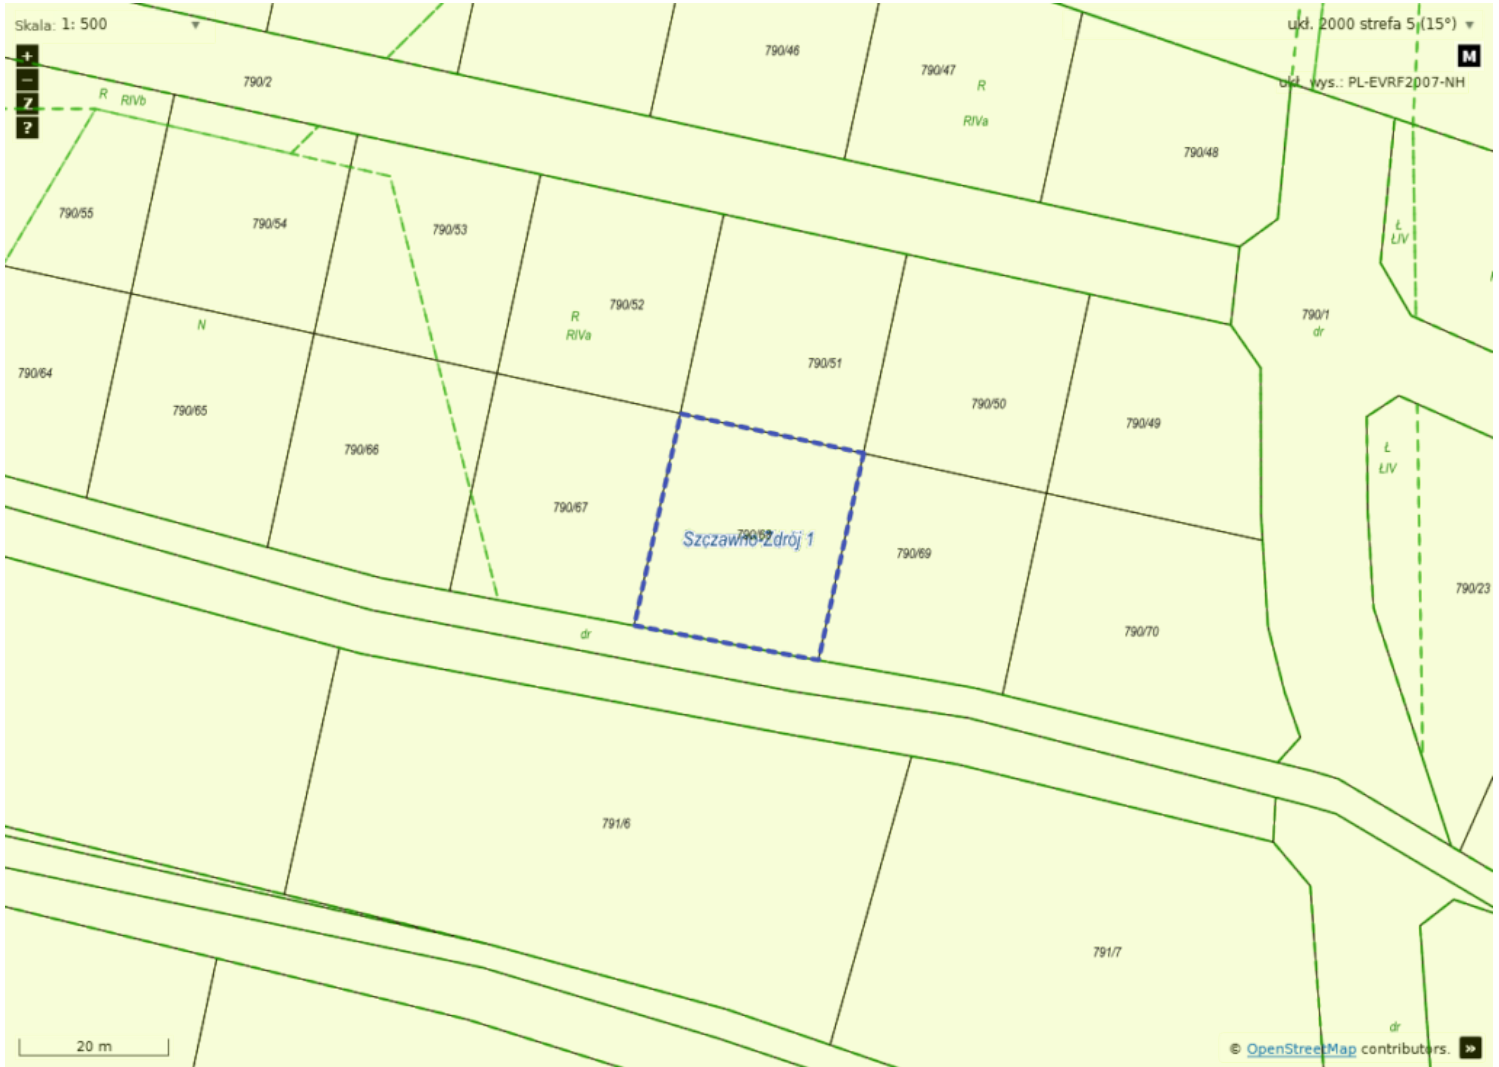 Skala: 1: 500
ukł. 2000 strefa 5 (15°)
+
−
Z
?
M
ukł. wys.: PL-EVRF2007-NH
790/46
790/47
R
RIVa
790/2
R
RIVb
790/48
790/55
790/54
790/53
790/52
R
RIVa
Ł
ŁIV
790/1
dr
N
790/64
790/65
790/66
790/51
790/50
790/49
Ł
ŁIV
790/67
Szczawno-Zdrój 1
790/69
790/23
790/70
dr
791/6
791/7
dr
20 m
© OpenStreetMap contributors.
»